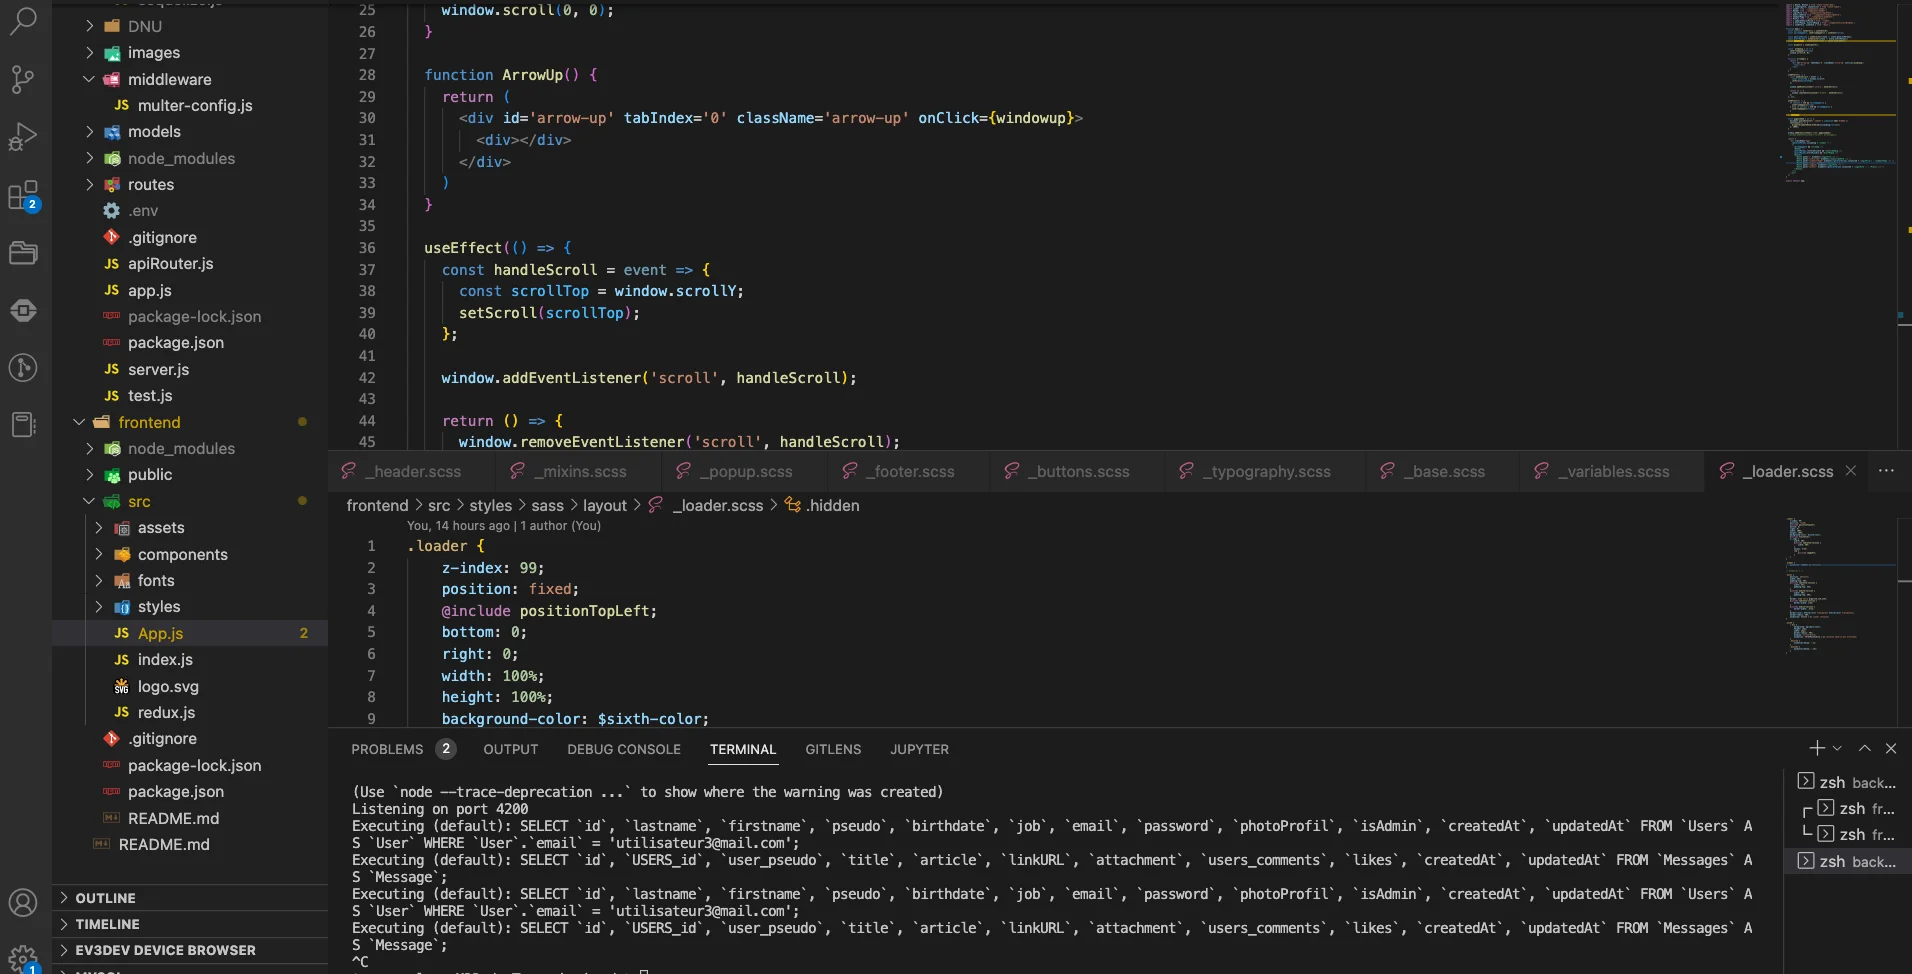 DNU
images
middleware
JS multer-config.js
models
node_modules
routes
.env
.gitignore
JS apiRouter.js
JS app.js
package-lock.json
package.json
JS server.js
JS test.js
frontend
node_modules
public
src
assets
components
fonts
styles
JS App.js 2
JS index.js
logo.svg
JS redux.js
.gitignore
package-lock.json
package.json
README.md
README.md
OUTLINE
TIMELINE
EV3DEV DEVICE BROWSER
2
1
25 window.scroll(0, 0);
26 }
27
28 function ArrowUp() {
29 return (
30 <div id='arrow-up' tabIndex='0' className='arrow-up' onClick={windowup}>
31 <div></div>
32 </div>
33 )
34 }
35
36 useEffect(() => {
37 const handleScroll = event => {
38 const scrollTop = window.scrollY;
39 setScroll(scrollTop);
40 };
41
42 window.addEventListener('scroll', handleScroll);
43
44 return () => {
45 window.removeEventListener('scroll', handleScroll);
_header.scss _mixins.scss _popup.scss _footer.scss _buttons.scss _typography.scss _base.scss _variables.scss _loader.scss
frontend > src > styles > sass > layout > _loader.scss > .hidden
You, 14 hours ago | 1 author (You)
1 .loader {
2 z-index: 99;
3 position: fixed;
4 @include positionTopLeft;
5 bottom: 0;
6 right: 0;
7 width: 100%;
8 height: 100%;
9 background-color: $sixth-color;
PROBLEMS 2 OUTPUT DEBUG CONSOLE TERMINAL GITLENS JUPYTER
(Use `node --trace-deprecation ...` to show where the warning was created)
Listening on port 4200
Executing (default): SELECT `id`, `lastname`, `firstname`, `pseudo`, `birthdate`, `job`, `email`, `password`, `photoProfil`, `isAdmin`, `createdAt`, `updatedAt` FROM `Users` A
S `User` WHERE `User`.`email` = 'utilisateur3@mail.com';
Executing (default): SELECT `id`, `USERS_id`, `user_pseudo`, `title`, `article`, `linkURL`, `attachment`, `users_comments`, `likes`, `createdAt`, `updatedAt` FROM `Messages` A
S `Message`;
Executing (default): SELECT `id`, `lastname`, `firstname`, `pseudo`, `birthdate`, `job`, `email`, `password`, `photoProfil`, `isAdmin`, `createdAt`, `updatedAt` FROM `Users` A
S `User` WHERE `User`.`email` = 'utilisateur3@mail.com';
Executing (default): SELECT `id`, `USERS_id`, `user_pseudo`, `title`, `article`, `linkURL`, `attachment`, `users_comments`, `likes`, `createdAt`, `updatedAt` FROM `Messages` A
S `Message`;
^C
zsh back...
zsh fr...
zsh fr...
zsh back...